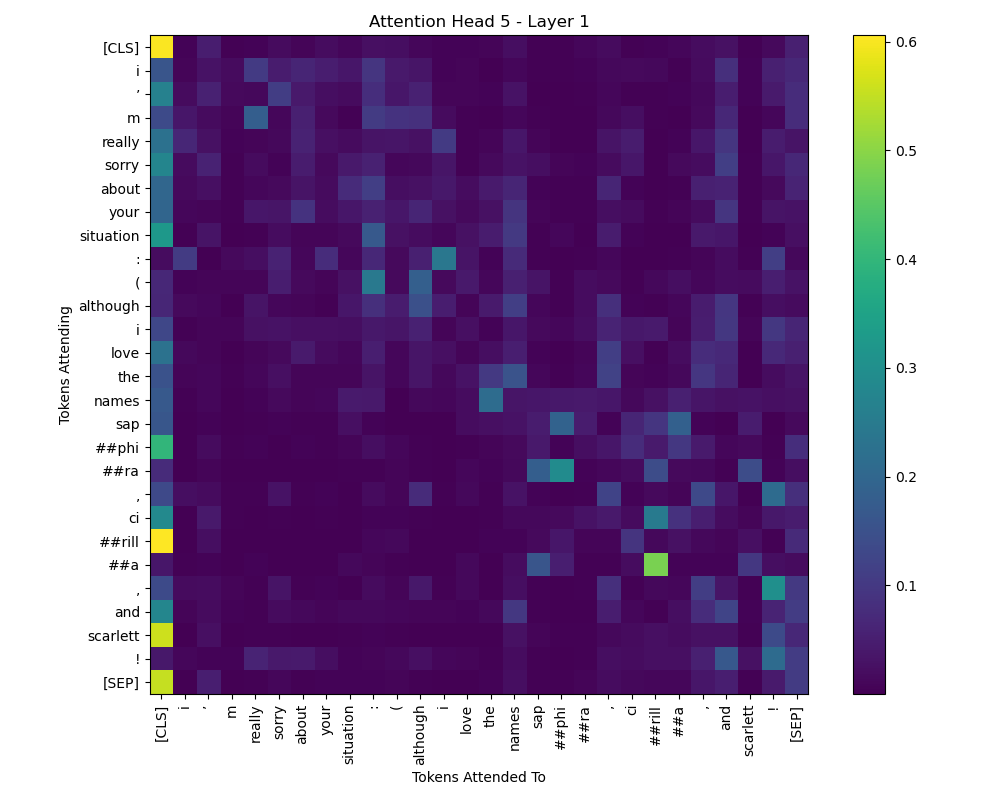 Attention Head 5 - Layer 1
Tokens Attending
[CLS]
i
’
m
really
sorry
about
your
situation
:
(
although
i
love
the
names
sap
##phi
##ra
,
ci
##rill
##a
,
and
scarlett
!
[SEP]
[CLS]
i
’
m
really
sorry
about
your
situation
:
(
although
i
love
the
names
sap
##phi
##ra
,
ci
##rill
##a
,
and
scarlett
!
[SEP]
Tokens Attended To
0.6
0.5
0.4
0.3
0.2
0.1